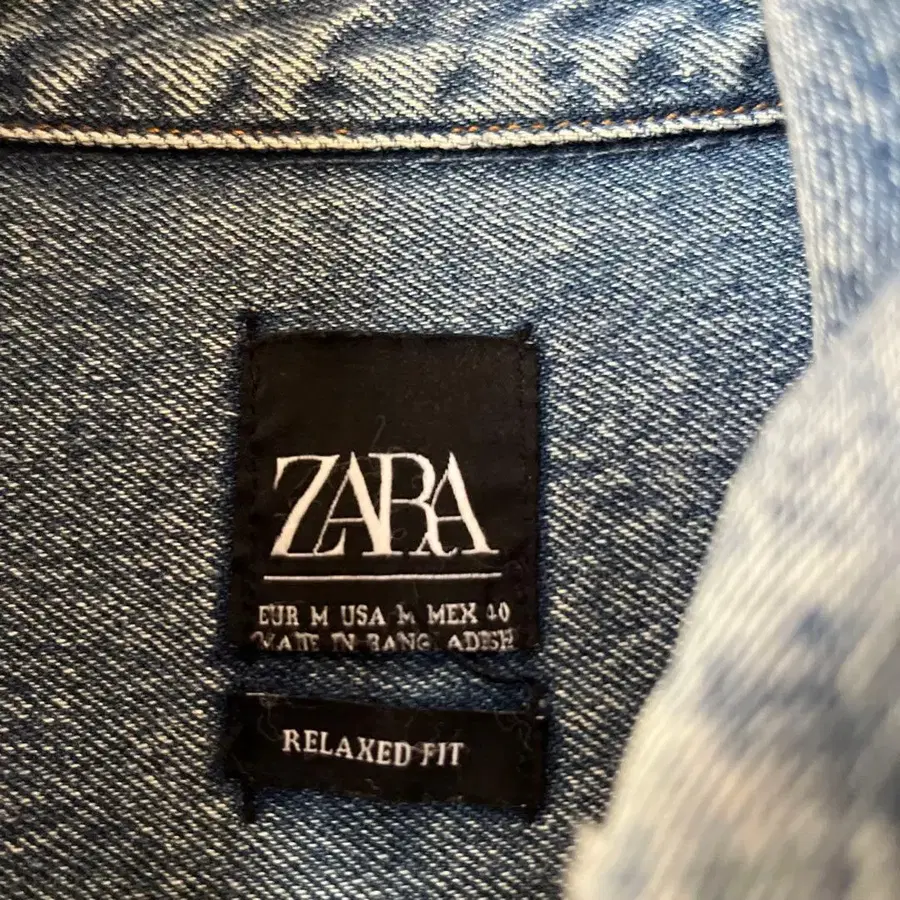 ZARA
EUR M USA M MEX 40
MADE IN BANGLADESH
RELAXED FIT